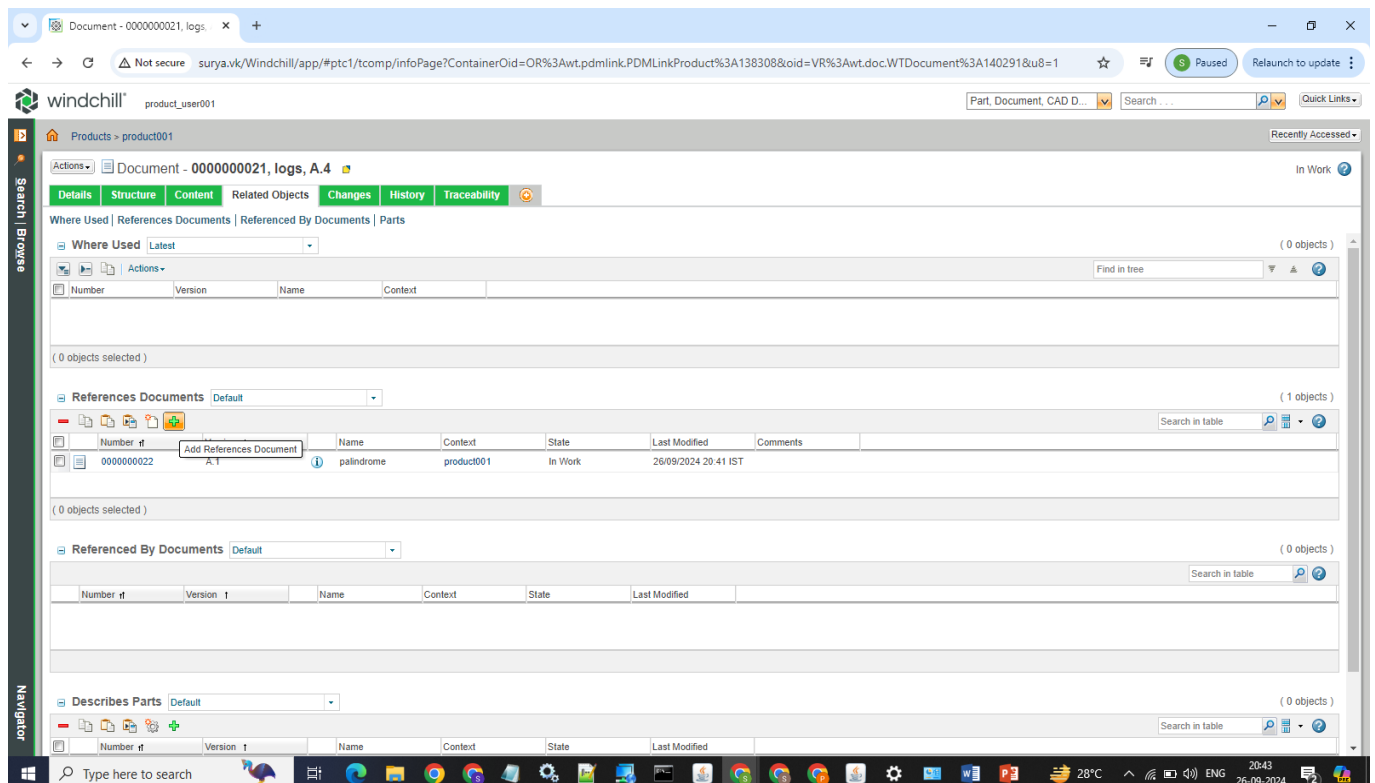 Document - 0000000021, logs,
Not secure surya.vk/Windchill/app/#ptc1/tcomp/infoPage?ContainerOid=OR%3Awt.pdmlink.PDMLinkProduct%3A138308&oid=VR%3Awt.doc.WTDocument%3A140291&u8=1 S Paused Relaunch to update
windchill product_user001 Part, Document, CAD D... Search . . . Quick Links
Products > product001 Recently Accessed
Actions Document - 0000000021, logs, A.4 In Work
Search | Browse
Details Structure Content Related Objects Changes History Traceability
Where Used | References Documents | Referenced By Documents | Parts
Where Used Latest ( 0 objects )
Actions Find in tree
Number Version Name Context
( 0 objects selected )
References Documents Default ( 1 objects )
Search in table
Number Name Context State Last Modified Comments
Add References Document
0000000022 A.1 palindrome product001 In Work 26/09/2024 20:41 IST
( 0 objects selected )
Referenced By Documents Default ( 0 objects )
Search in table
Number Version Name Context State Last Modified
Navigator
Describes Parts Default ( 0 objects )
Search in table
Number Version Name Context State Last Modified
Type here to search 28°C ENG 20:43
26-09-2024